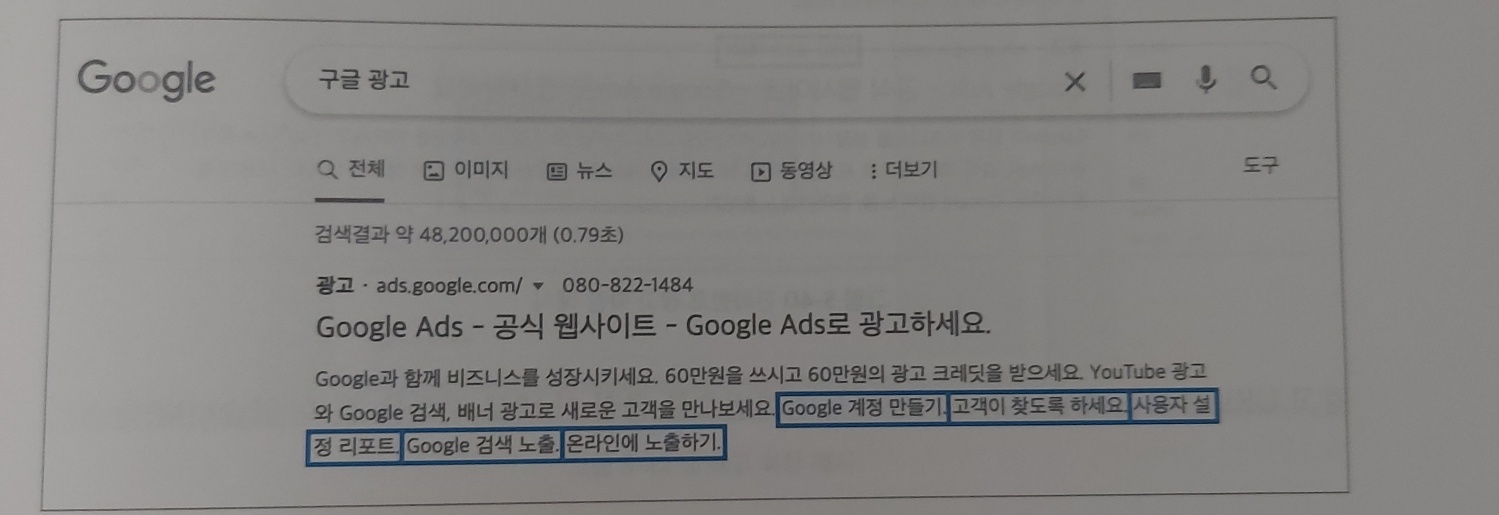 Google 구글 광고
전체 이미지 뉴스 지도 동영상 더보기 도구
검색결과 약 48,200,000개 (0.79초)
광고 · ads.google.com/ 080-822-1484
Google Ads - 공식 웹사이트 - Google Ads로 광고하세요.
Google과 함께 비즈니스를 성장시키세요. 60만원을 쓰시고 60만원의 광고 크레딧을 받으세요. YouTube 광고
와 Google 검색, 배너 광고로 새로운 고객을 만나보세요. Google 계정 만들기. 고객이 찾도록 하세요. 사용자 설
정 리포트. Google 검색 노출. 온라인에 노출하기.